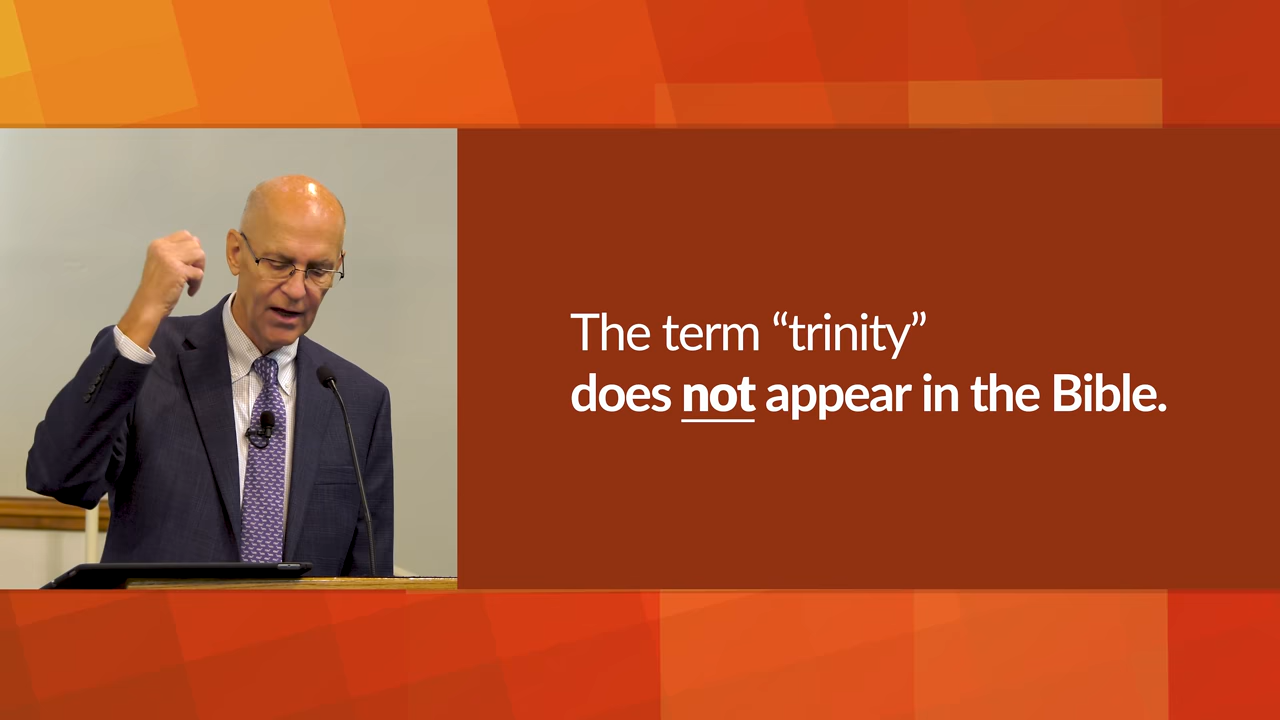 The term “trinity”
does not appear in the Bible.